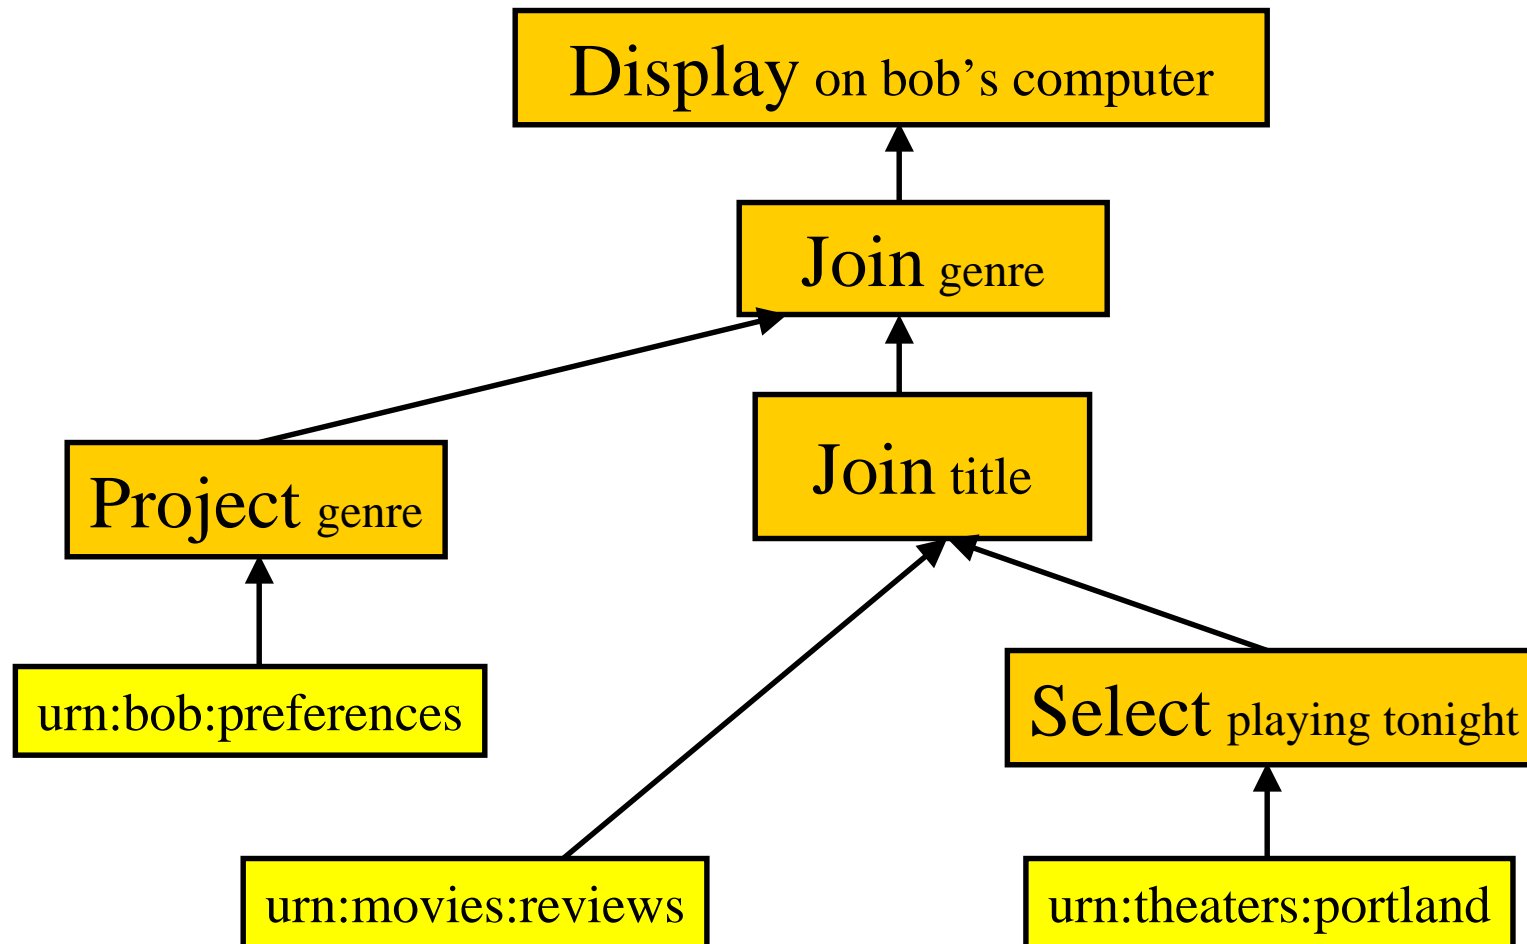 Display on bob’s computer
Join genre
Join title
Project genre
Select playing tonight
urn:bob:preferences
urn:movies:reviews
urn:theaters:portland